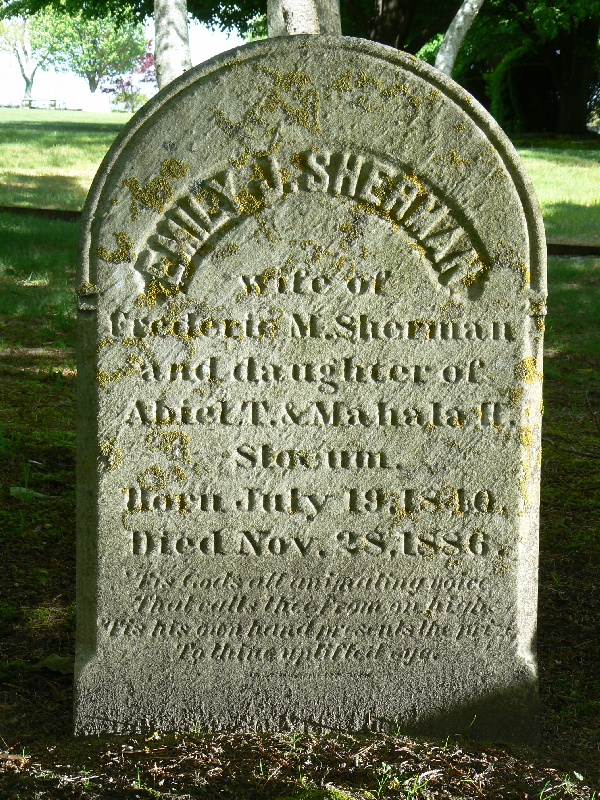 EMILY J. SHERMAN
wife of
Frederic M. Sherman
and daughter of
Abiel T. & Mahala H.
Slocum.
Born July 19, 1840,
Died Nov. 28, 1886.
'Tis Gods all animating voice
That calls thee from on high,
'Tis his own hand presents the prize
To thine uplifted eye.